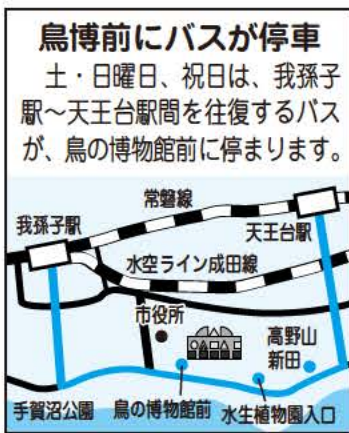 鳥博前にバスが停車
土・日曜日、祝日は、我孫子
駅～天王台駅間を往復するバス
が、鳥の博物館前に停まります。
常磐線
我孫子駅
天王台駅
水空ライン成田線
市役所
高野山
新田
手賀沼公園
鳥の博物館前
水生植物園入口